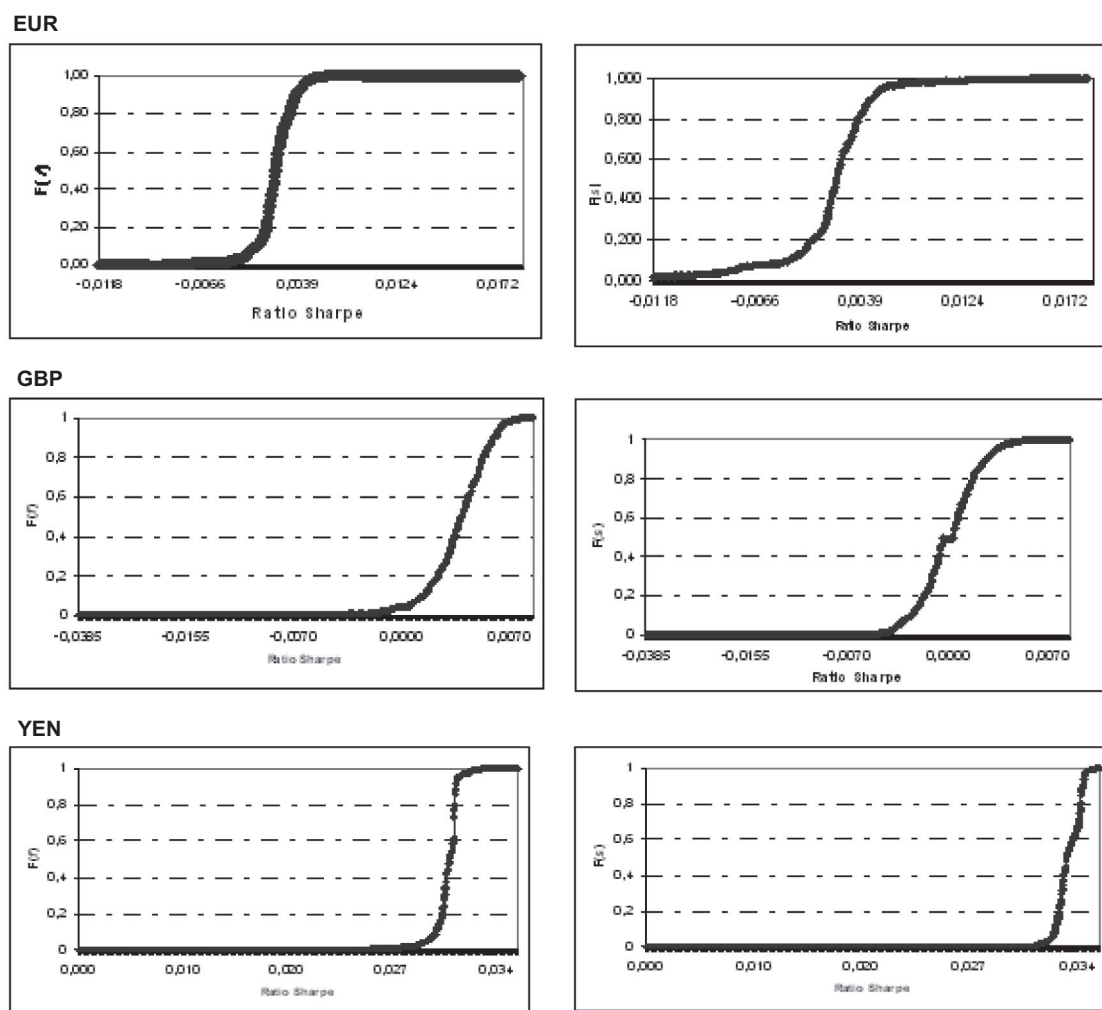 EUR
1,00
0,80
0,60
0,40
0,20
0,00
F(f)
-0,0118 -0,0066 0,0039 0,0124 0,0172
Ratio Sharpe
1,000
0,800
0,600
0,400
0,200
0,000
F(s)
-0,0118 -0,0066 0,0039 0,0124 0,0172
Ratio Sharpe
GBP
1
0,8
0,6
0,4
0,2
0
F(f)
-0,0385 -0,0155 -0,0070 0,0000 0,0070
Ratio Sharpe
1
0,8
0,6
0,4
0,2
0
F(s)
-0,0385 -0,0155 -0,0070 0,0000 0,0070
Ratio Sharpe
YEN
1
0,8
0,6
0,4
0,2
0
F(f)
0,000 0,010 0,020 0,027 0,034
Ratio Sharpe
1
0,8
0,6
0,4
0,2
0
F(s)
0,000 0,010 0,020 0,027 0,034
Ratio Sharpe